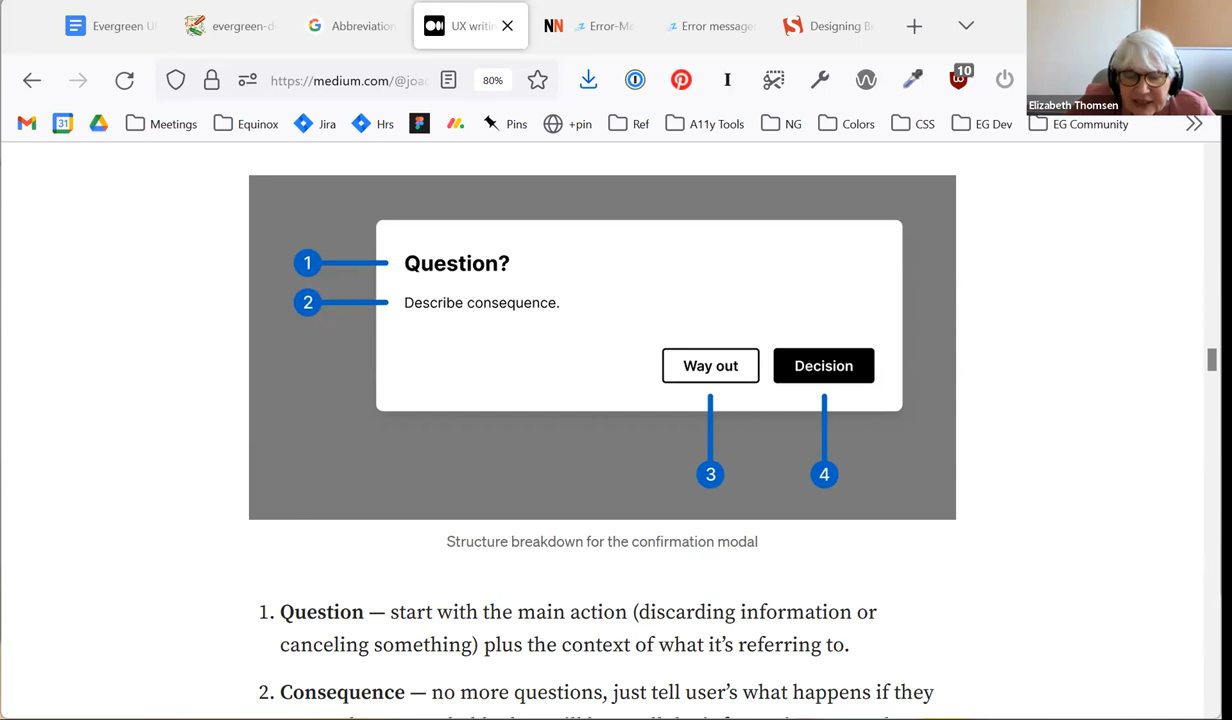 Evergreen U
evergreen-d
Abbreviation
UX writin
Error-Me
Error message
Designing Be
https://medium.com/@joac
80%
10
Elizabeth Thomsen
31
Meetings
Equinox
Jira
Hrs
Pins
+pin
Ref
A11y Tools
NG
Colors
CSS
EG Dev
EG Community
1
Question?
2
Describe consequence.
Way out
Decision
3
4
Structure breakdown for the confirmation modal
1. Question — start with the main action (discarding information or
canceling something) plus the context of what it's referring to.
2. Consequence — no more questions, just tell user's what happens if they